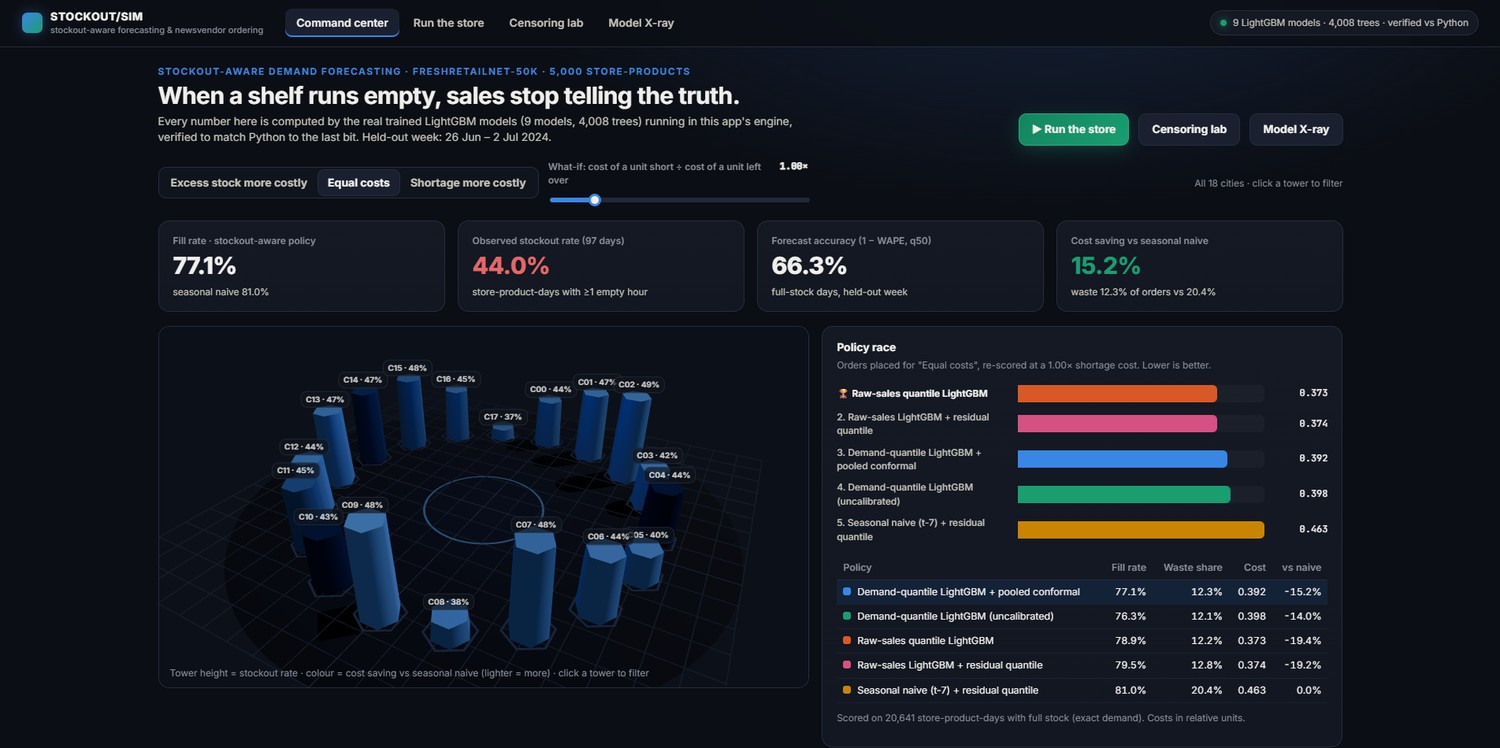 STOCKOUT/SIM
stockout-aware forecasting & newsvendor ordering
Command center
Run the store
Censoring lab
Model X-ray
9 LightGBM models · 4,008 trees · verified vs Python
STOCKOUT-AWARE DEMAND FORECASTING · FRESHRETAILNET-50K · 5,000 STORE-PRODUCTS
When a shelf runs empty, sales stop telling the truth.
Every number here is computed by the real trained LightGBM models (9 models, 4,008 trees) running in this app's engine,
verified to match Python to the last bit. Held-out week: 26 Jun – 2 Jul 2024.
▶ Run the store
Censoring lab
Model X-ray
Excess stock more costly
Equal costs
Shortage more costly
What-if: cost of a unit short ÷ cost of a unit left
over
1.00×
All 18 cities · click a tower to filter
Fill rate · stockout-aware policy
77.1%
seasonal naive 81.0%
Observed stockout rate (97 days)
44.0%
store-product-days with ≥1 empty hour
Forecast accuracy (1 − WAPE, q50)
66.3%
full-stock days, held-out week
Cost saving vs seasonal naive
15.2%
waste 12.3% of orders vs 20.4%
C15 · 48%
C14 · 47%
C16 · 45%
C01 · 47%
C02 · 49%
C00 · 44%
C13 · 47%
C17 · 37%
C12 · 44%
C03 · 42%
C11 · 45%
C04 · 44%
C09 · 48%
C10 · 43%
C07 · 48%
C06 · 44%
C05 · 40%
C08 · 38%
Tower height = stockout rate · colour = cost saving vs seasonal naive (lighter = more) · click a tower to filter
Policy race
Orders placed for "Equal costs", re-scored at a 1.00× shortage cost. Lower is better.
🏆 Raw-sales quantile LightGBM
0.373
2. Raw-sales LightGBM + residual
quantile
0.374
3. Demand-quantile LightGBM +
pooled conformal
0.392
4. Demand-quantile LightGBM
(uncalibrated)
0.398
5. Seasonal naive (t-7) + residual
quantile
0.463
Policy Fill rate Waste share Cost vs naive
Demand-quantile LightGBM + pooled conformal 77.1% 12.3% 0.392 -15.2%
Demand-quantile LightGBM (uncalibrated) 76.3% 12.1% 0.398 -14.0%
Raw-sales quantile LightGBM 78.9% 12.2% 0.373 -19.4%
Raw-sales LightGBM + residual quantile 79.5% 12.8% 0.374 -19.2%
Seasonal naive (t-7) + residual quantile 81.0% 20.4% 0.463 0.0%
Scored on 20,641 store-product-days with full stock (exact demand). Costs in relative units.